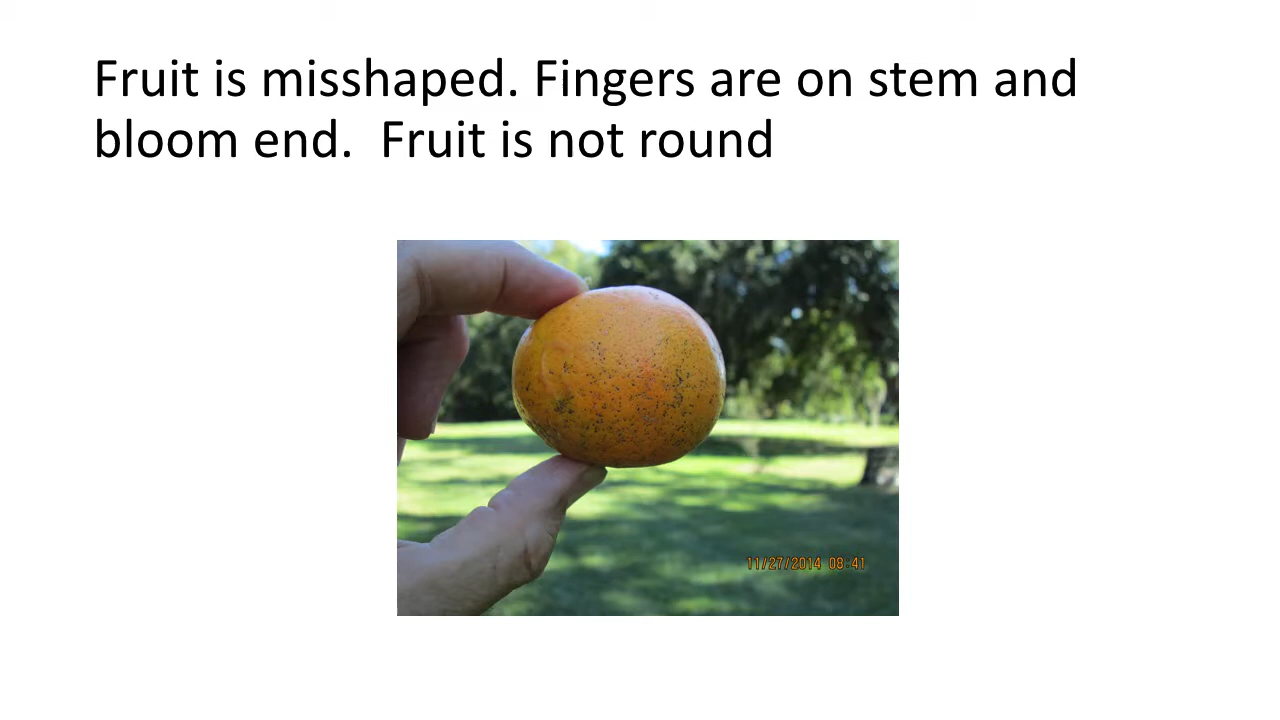 Fruit is misshaped. Fingers are on stem and
bloom end.  Fruit is not round
11/27/2014 08:41